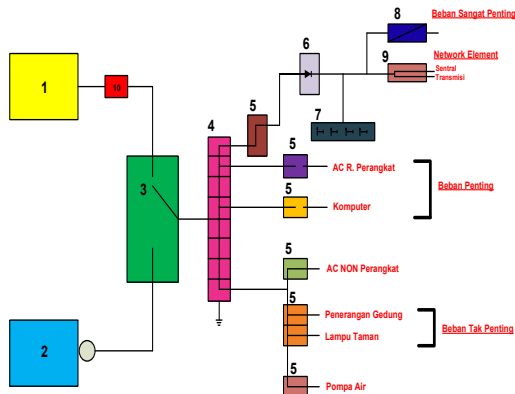 8
Beban Sangat Penting
6
Network Element
1
9
Sentral
Transmisi
10
5
7
4
5
AC R. Perangkat
3
Beban Penting
5
Komputer
5
AC NON Perangkat
5
Penerangan Gedung
Lampu Taman
Beban Tak Penting
2
5
Pompa Air